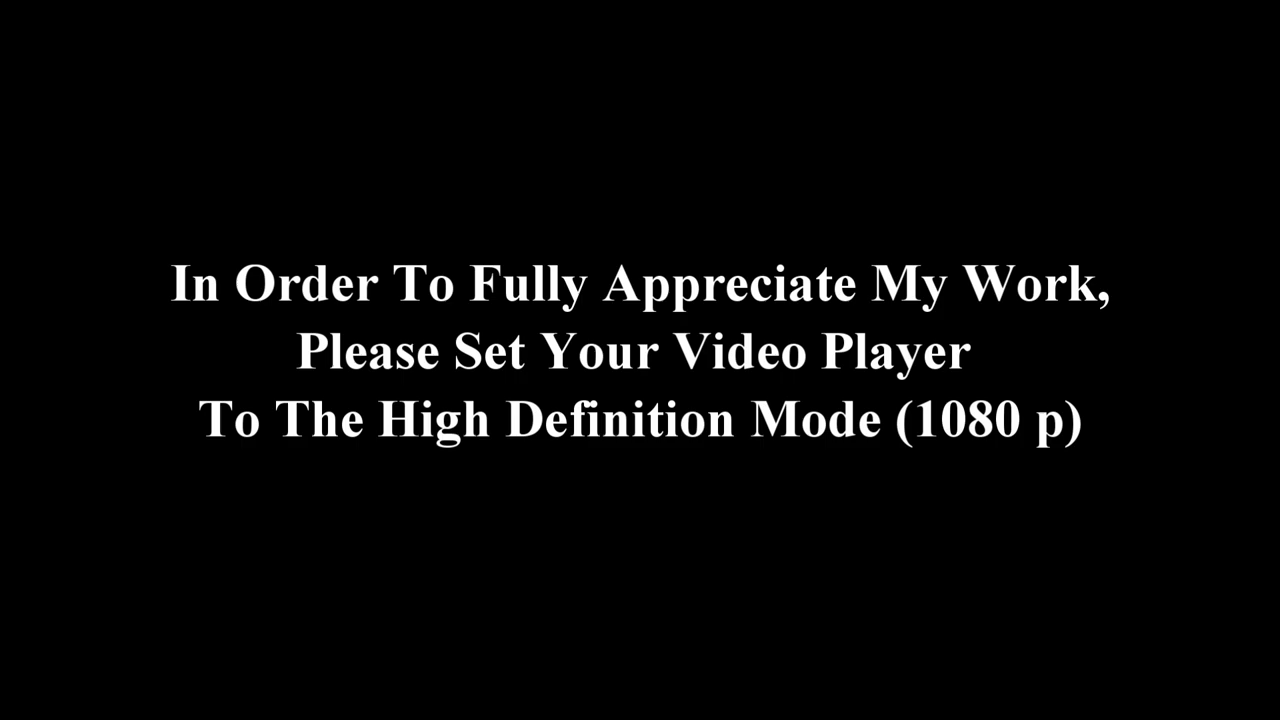 In Order To Fully Appreciate My Work,
Please Set Your Video Player
To The High Definition Mode (1080 p)